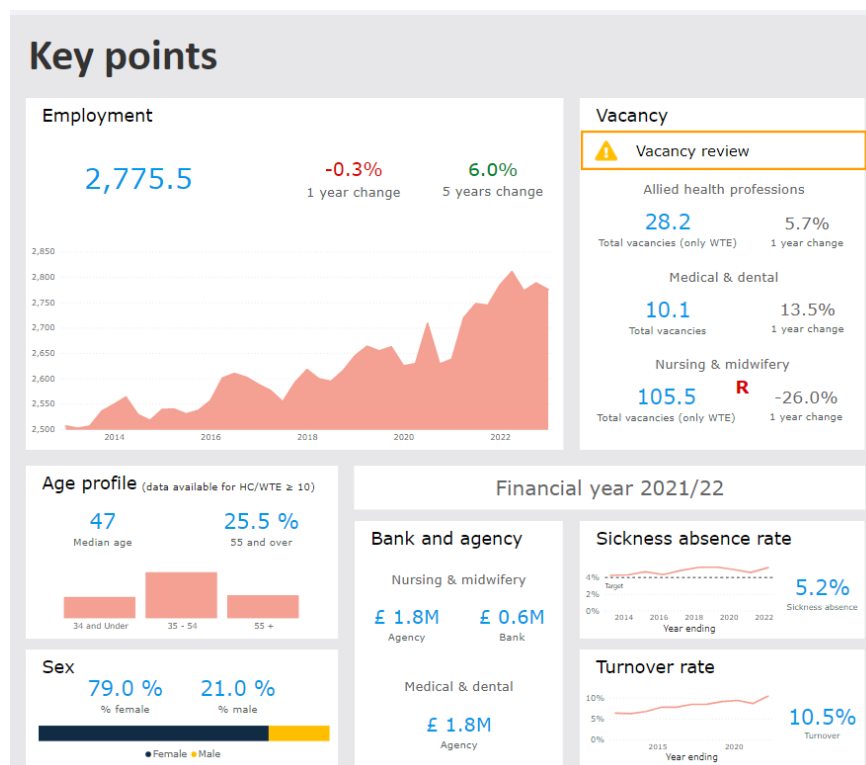 Key points
Employment
2,775.5
-0.3%
1 year change
6.0%
5 years change
2,850
2,800
2,750
2,700
2,650
2,600
2,550
2,500
2014 2016 2018 2020 2022
Vacancy
Vacancy review
Allied health professions
28.2
Total vacancies (only WTE)
5.7%
1 year change
Medical & dental
10.1
Total vacancies
13.5%
1 year change
Nursing & midwifery
105.5
R
Total vacancies (only WTE)
-26.0%
1 year change
Age profile (data available for HC/WTE ≥ 10)
47
Median age
25.5 %
55 and over
34 and Under 35 - 54 55 +
Sex
79.0 %
% female
21.0 %
% male
Female Male
Financial year 2021/22
Bank and agency
Nursing & midwifery
£ 1.8M
Agency
£ 0.6M
Bank
Medical & dental
£ 1.8M
Agency
Sickness absence rate
4%
Target
2%
0%
2014 2016 2018 2020 2022
Year ending
5.2%
Sickness absence
Turnover rate
10%
5%
0%
2015 2020
Year ending
10.5%
Turnover